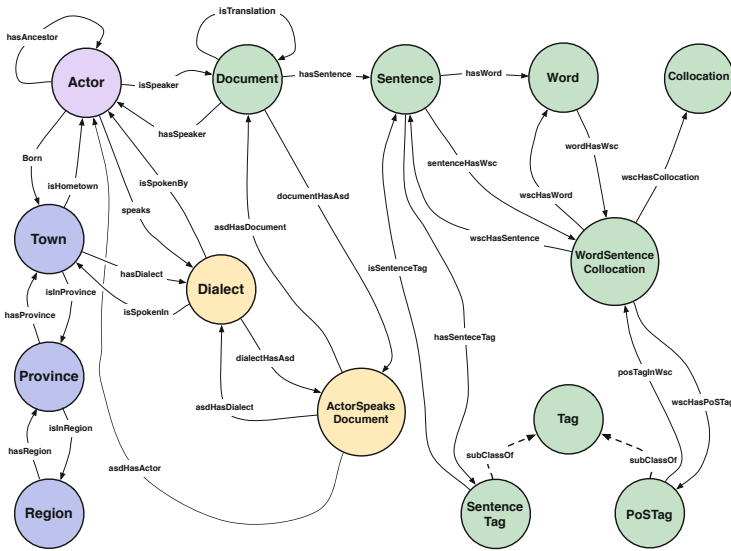 isTranslation
hasAncestor
Actor
isSpeaker
Document
hasSentence
Sentence
hasWord
Word
Collocation
hasSpeaker
Born
isHometown
isSpokenBy
speaks
documentHasAsd
sentenceHasWsc
wordHasWsc
wscHasCollocation
wscHasWord
asdHasDocument
wscHasSentence
Town
hasDialect
isSentenceTag
WordSentence
Collocation
isInProvince
Dialect
hasProvince
isSpokenIn
hasSenteceTag
dialectHasAsd
posTagInWsc
Province
asdHasDialect
ActorSpeaks
Document
wscHasPoSTag
Tag
isInRegion
hasRegion
subClassOf
subClassOf
asdHasActor
Region
Sentence
Tag
PoSTag